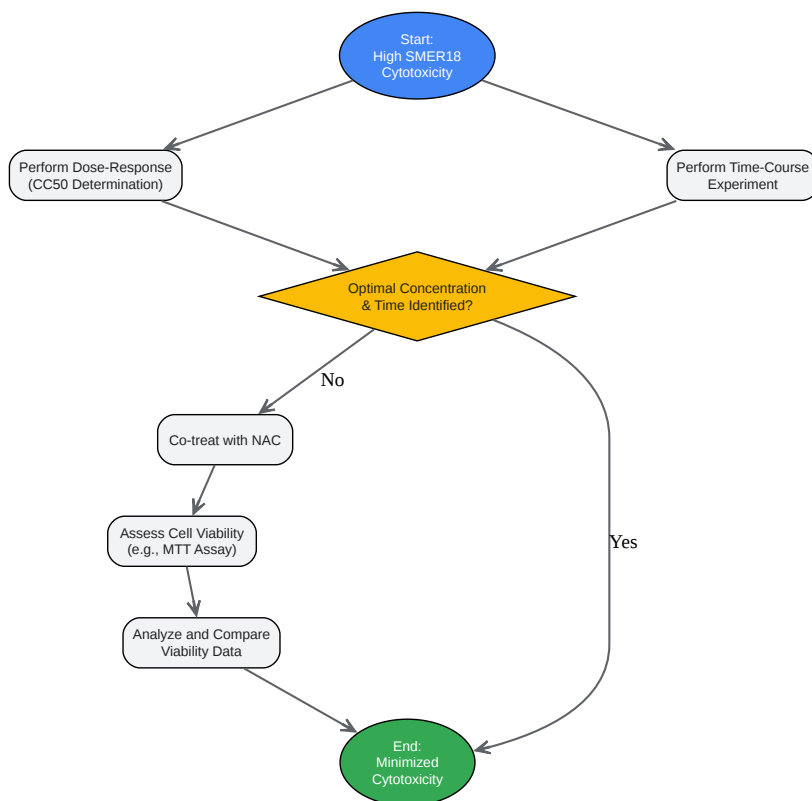 Start:
High SMER18
Cytotoxicity
Perform Dose-Response
(CC50 Determination)
Perform Time-Course
Experiment
Optimal Concentration
& Time Identified?
No
Co-treat with NAC
Assess Cell Viability
(e.g., MTT Assay)
Yes
Analyze and Compare
Viability Data
End:
Minimized
Cytotoxicity